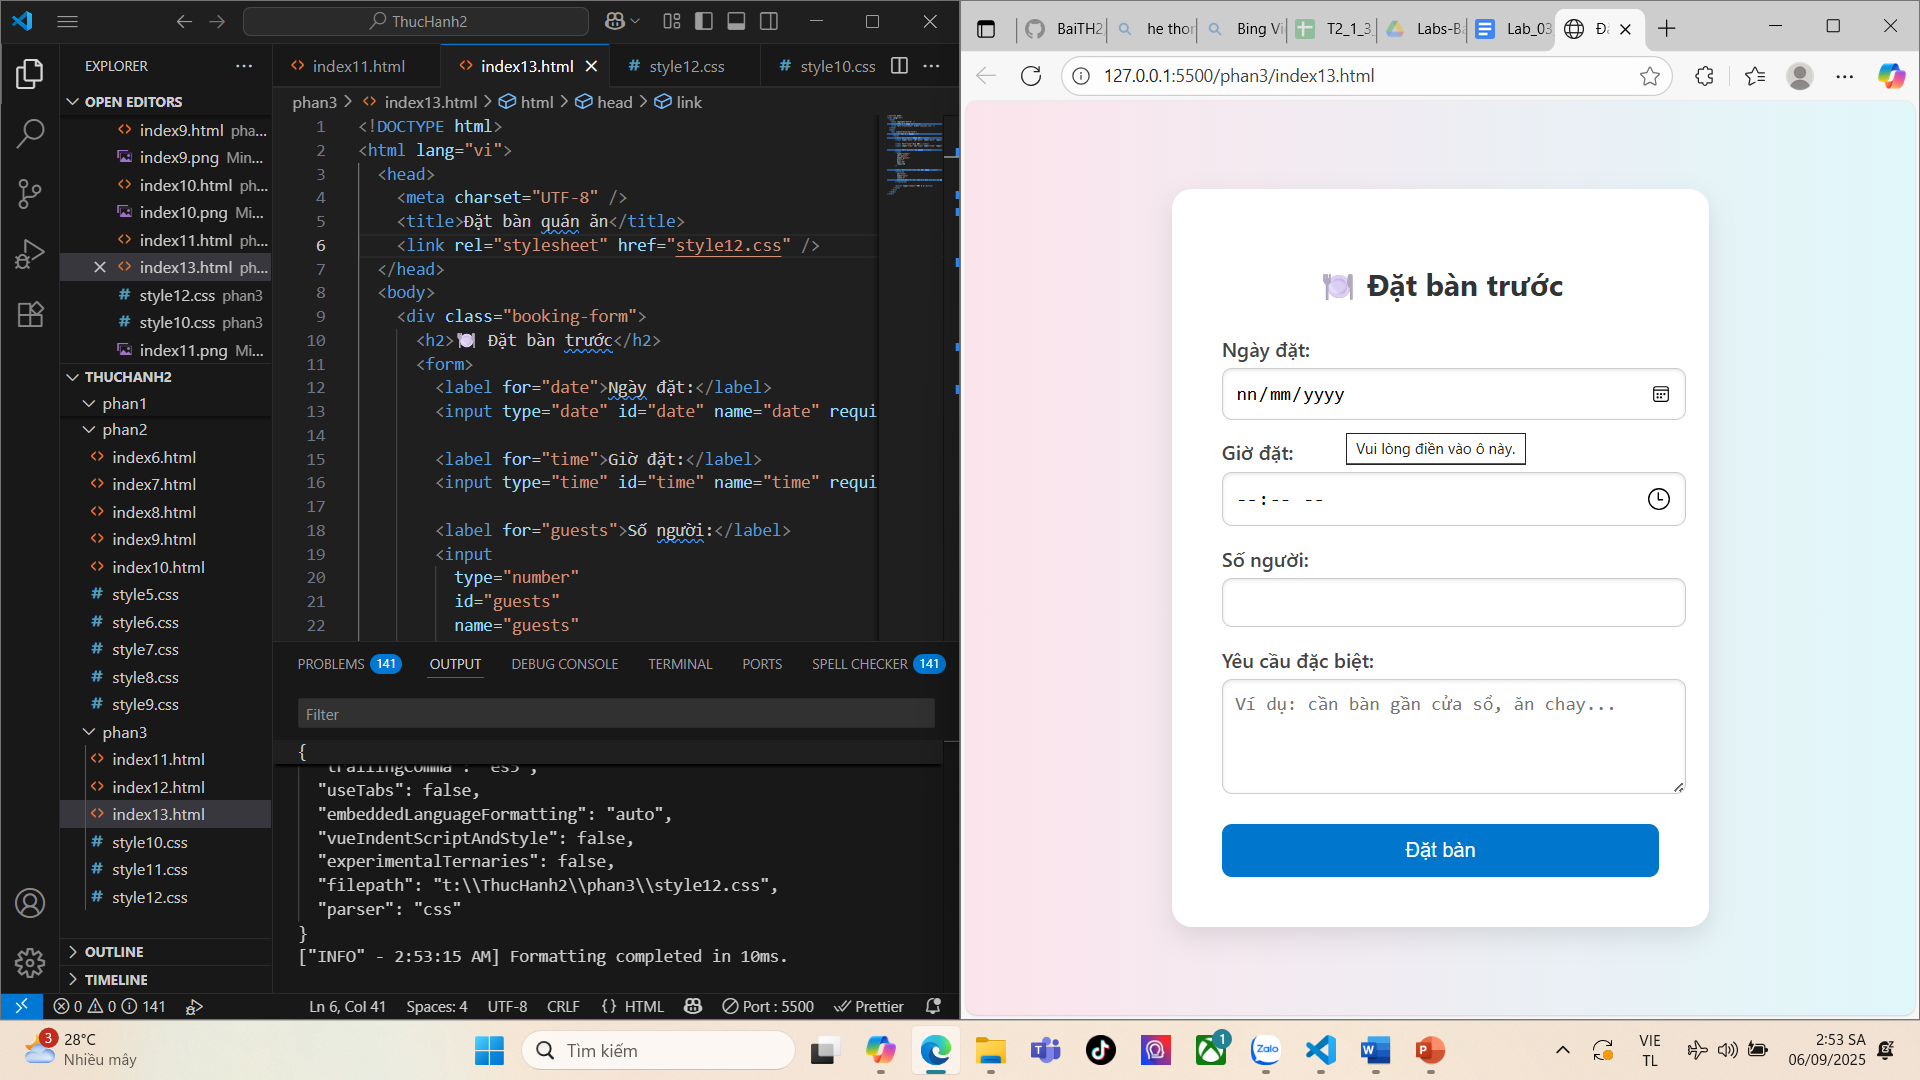 ThucHanh2
EXPLORER
OPEN EDITORS
index9.html pha...
index9.png Min...
index10.html ph...
index10.png Mi...
index11.html ph...
index13.html ph...
style12.css phan3
style10.css phan3
index11.png Mi...
THUCHANH2
phan1
phan2
index6.html
index7.html
index8.html
index9.html
index10.html
style5.css
style6.css
style7.css
style8.css
style9.css
phan3
index11.html
index12.html
index13.html
style10.css
style11.css
style12.css
OUTLINE
TIMELINE
index11.html
index13.html
style12.css
style10.css
phan3 > index13.html > html > head > link
1 <!DOCTYPE html>
2 <html lang="vi">
3 <head>
4 <meta charset="UTF-8" />
5 <title>Đặt bàn quán ăn</title>
6 <link rel="stylesheet" href="style12.css" />
7 </head>
8 <body>
9 <div class="booking-form">
10 <h2>🍽️ Đặt bàn trước</h2>
11 <form>
12 <label for="date">Ngày đặt:</label>
13 <input type="date" id="date" name="date" requi
14
15 <label for="time">Giờ đặt:</label>
16 <input type="time" id="time" name="time" requi
17
18 <label for="guests">Số người:</label>
19 <input
20 type="number"
21 id="guests"
22 name="guests"
PROBLEMS 141 OUTPUT DEBUG CONSOLE TERMINAL PORTS SPELL CHECKER 141
Filter
{
"trailingComma": "es5",
"useTabs": false,
"embeddedLanguageFormatting": "auto",
"vueIndentScriptAndStyle": false,
"experimentalTernaries": false,
"filepath": "t:\\ThucHanh2\\phan3\\style12.css",
"parser": "css"
}
["INFO" - 2:53:15 AM] Formatting completed in 10ms.
0 0 141
Ln 6, Col 41 Spaces: 4 UTF-8 CRLF {} HTML Port : 5500 Prettier
BaiTH2
he thor
Bing Vi
T2_1_3_
Labs-Ba
Lab_03
127.0.0.1:5500/phan3/index13.html
🍽️ Đặt bàn trước
Ngày đặt:
nn/mm/yyyy
Giờ đặt:
Vui lòng điền vào ô này.
--:-- --
Số người:
Yêu cầu đặc biệt:
Ví dụ: cần bàn gần cửa sổ, ăn chay...
Đặt bàn
3
28°C
Nhiều mây
Tìm kiếm
1
Zalo
VIE
TL
2:53 SA
06/09/2025